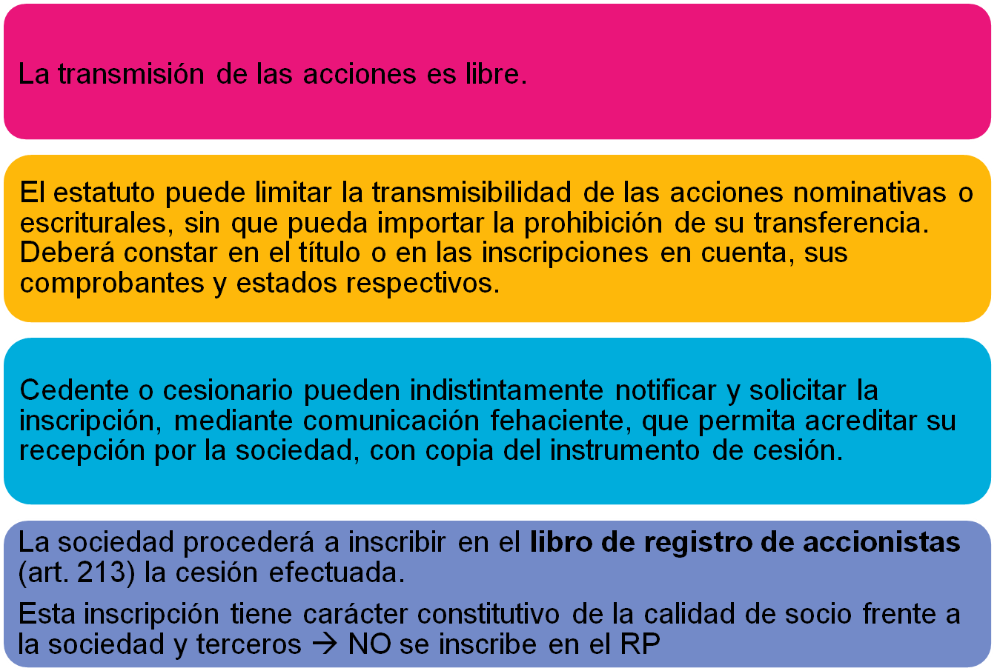 La transmisión de las acciones es libre.
El estatuto puede limitar la transmisibilidad de las acciones nominativas o
escriturales, sin que pueda importar la prohibición de su transferencia.
Deberá constar en el título o en las inscripciones en cuenta, sus
comprobantes y estados respectivos.
Cedente o cesionario pueden indistintamente notificar y solicitar la
inscripción, mediante comunicación fehaciente, que permita acreditar su
recepción por la sociedad, con copia del instrumento de cesión.
La sociedad procederá a inscribir en el libro de registro de accionistas
(art. 213) la cesión efectuada.
Esta inscripción tiene carácter constitutivo de la calidad de socio frente a
la sociedad y terceros → NO se inscribe en el RP